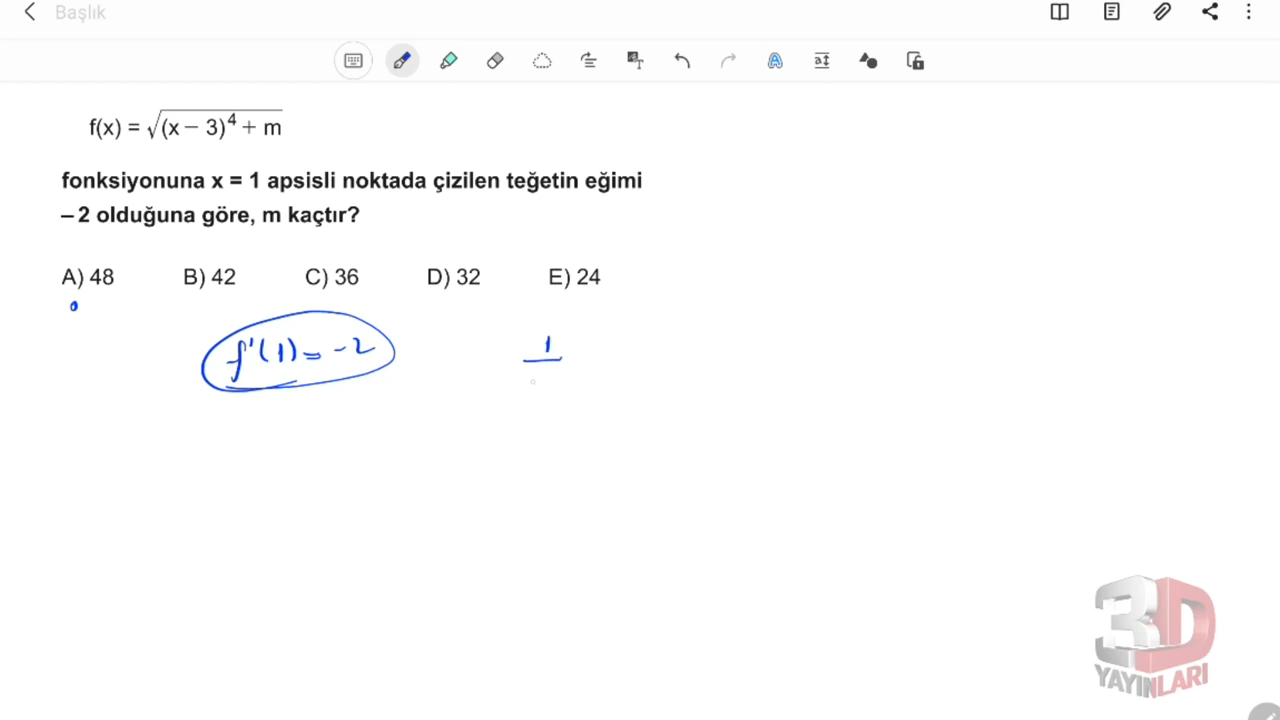 Başlık
f(x) = √(x − 3)⁴ + m
fonksiyonuna x = 1 apsisli noktada çizilen teğetin eğimi
−2 olduğuna göre, m kaçtır?
A) 48 B) 42 C) 36 D) 32 E) 24
f'(1) = -2 1
3D
YAYINLARI